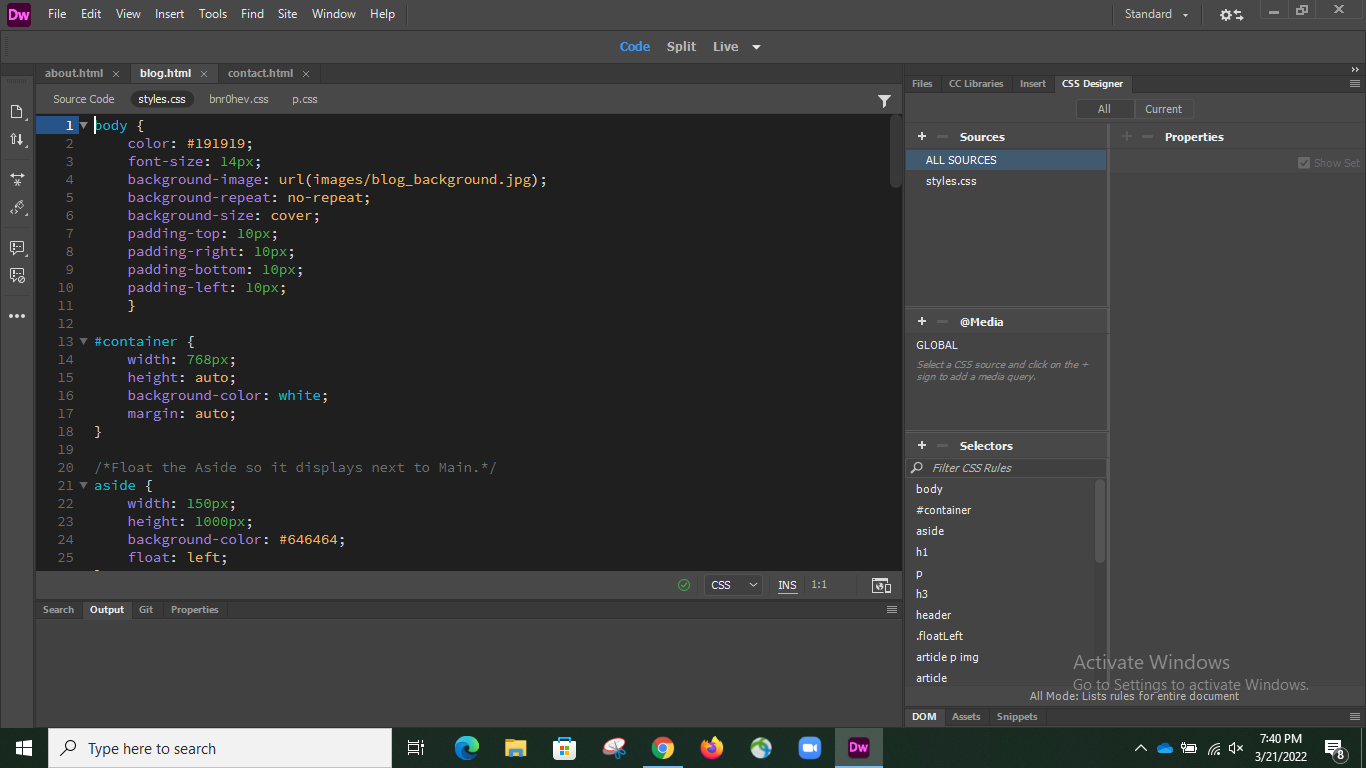 Dw File Edit View Insert Tools Find Site Window Help Standard
Code Split Live
about.html blog.html contact.html
Source Code styles.css bnr0hev.css p.css
1 body {
2 color: #191919;
3 font-size: 14px;
4 background-image: url(images/blog_background.jpg);
5 background-repeat: no-repeat;
6 background-size: cover;
7 padding-top: 10px;
8 padding-right: 10px;
9 padding-bottom: 10px;
10 padding-left: 10px;
11 }
12
13 #container {
14 width: 768px;
15 height: auto;
16 background-color: white;
17 margin: auto;
18 }
19
20 /*Float the Aside so it displays next to Main.*/
21 aside {
22 width: 150px;
23 height: 1000px;
24 background-color: #646464;
25 float: left;
CSS INS 1:1
Search Output Git Properties
Files CC Libraries Insert CSS Designer
All Current
+ Sources
ALL SOURCES
styles.css
+ Properties
Show Set
+ @Media
GLOBAL
Select a CSS source and click on the +
sign to add a media query.
+ Selectors
Filter CSS Rules
body
#container
aside
h1
p
h3
header
.floatLeft
article p img
article
Activate Windows
Go to Settings to activate Windows.
All Mode: Lists rules for entire document
DOM Assets Snippets
Type here to search
Dw
7:40 PM
3/21/2022
8